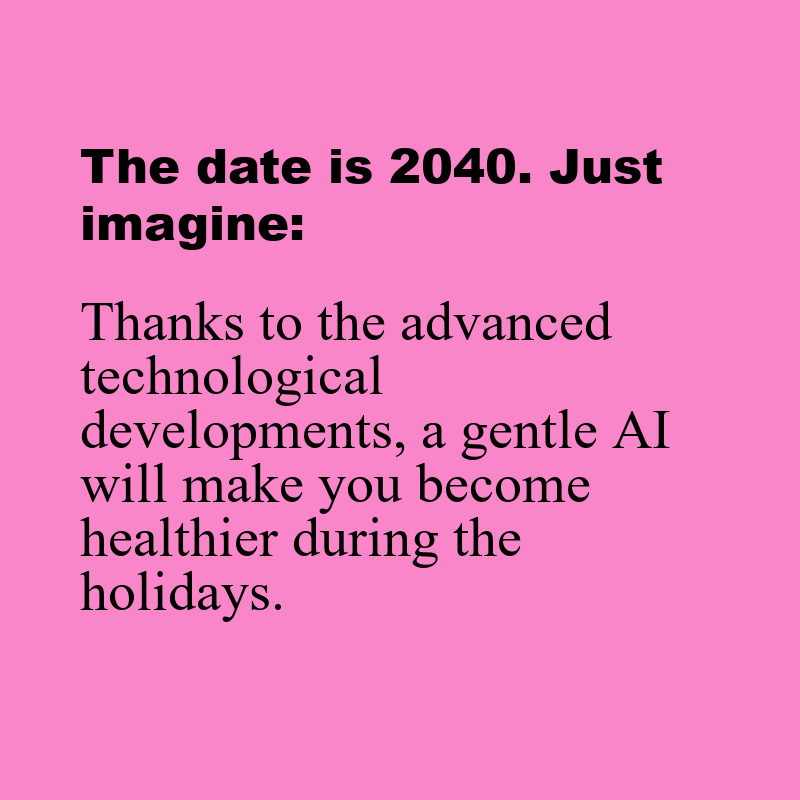 The date is 2040. Just
imagine:
Thanks to the advanced
technological
developments, a gentle AI
will make you become
healthier during the
holidays.